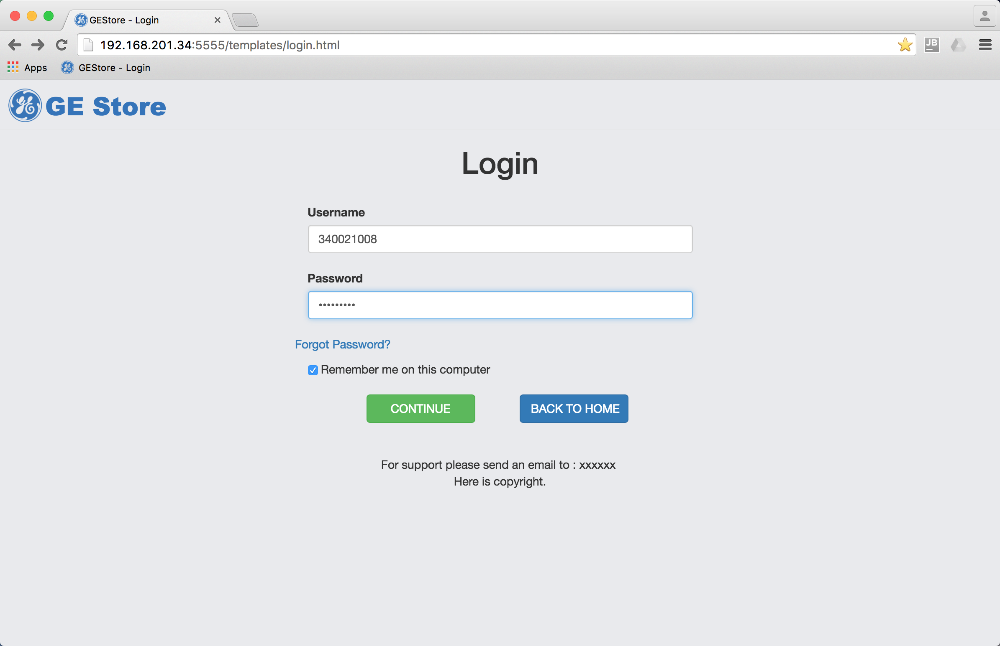 GEStore - Login
192.168.201.34:5555/templates/login.html
JB
Apps
GEStore - Login
GE Store
Login
Username
340021008
Password
•••••••••
Forgot Password?
Remember me on this computer
CONTINUE
BACK TO HOME
For support please send an email to : xxxxxx
Here is copyright.